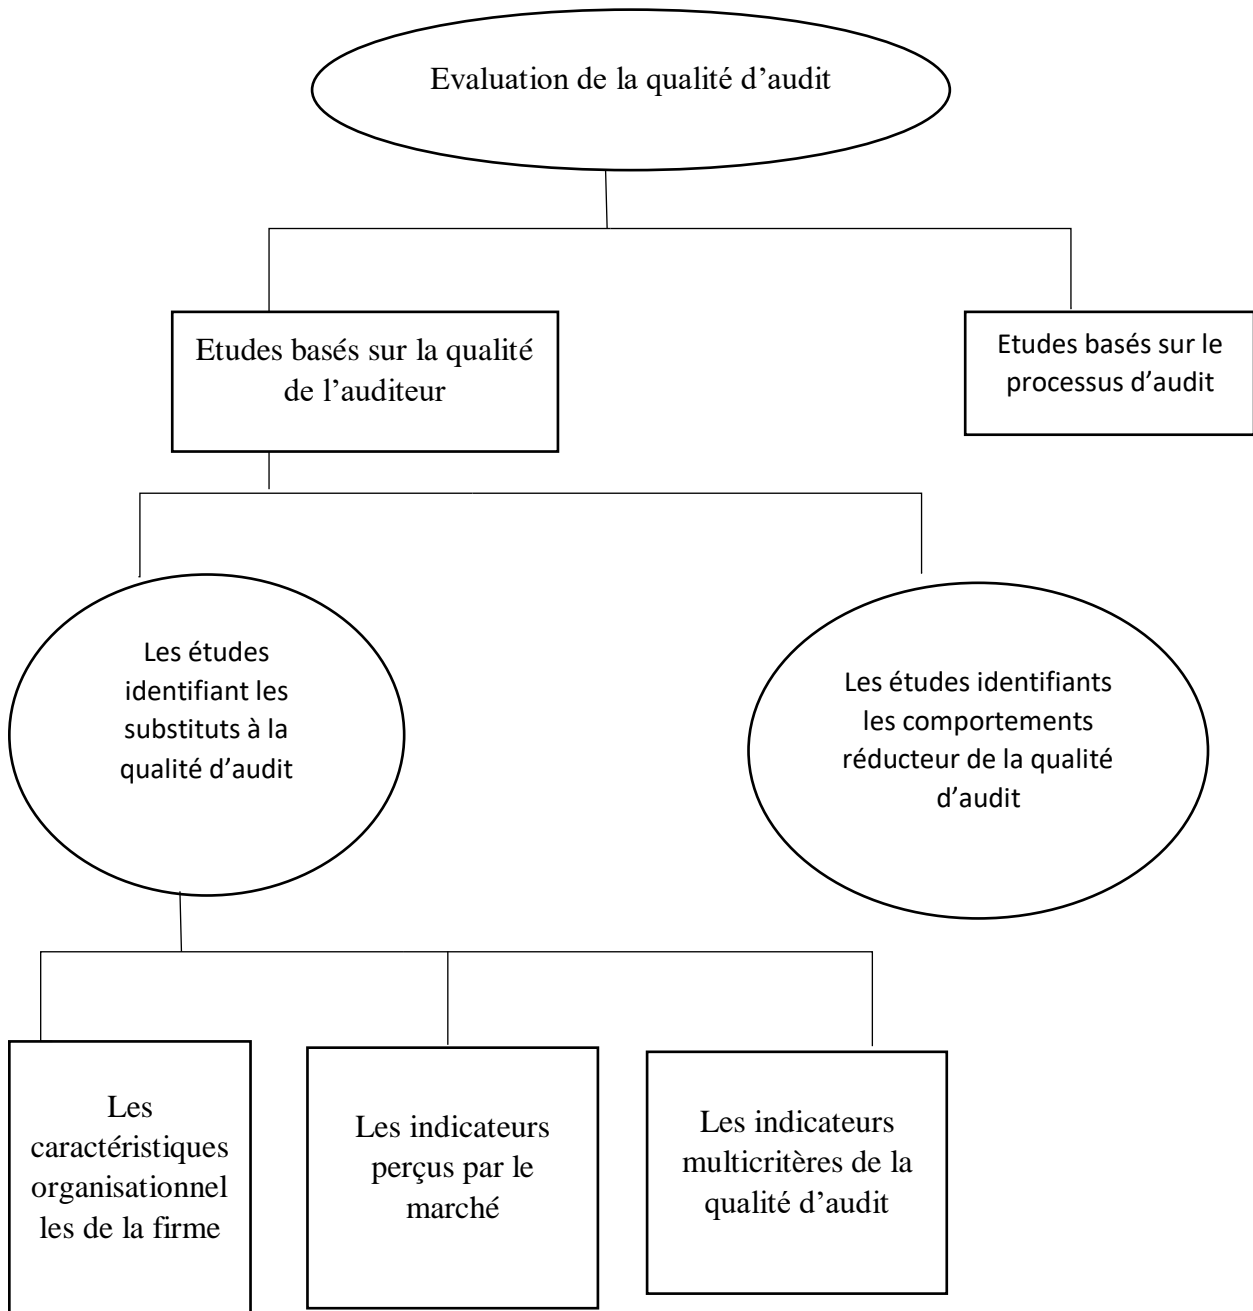 Evaluation de la qualité d’audit
Etudes basés sur la qualité
de l’auditeur
Etudes basés sur le
processus d’audit
Les études
identifiant les
substituts à la
qualité d’audit
Les études identifiants
les comportements
réducteur de la qualité
d’audit
Les
caractéristiques
organisationnel
les de la firme
Les indicateurs
perçus par le
marché
Les indicateurs
multicritères de la
qualité d’audit